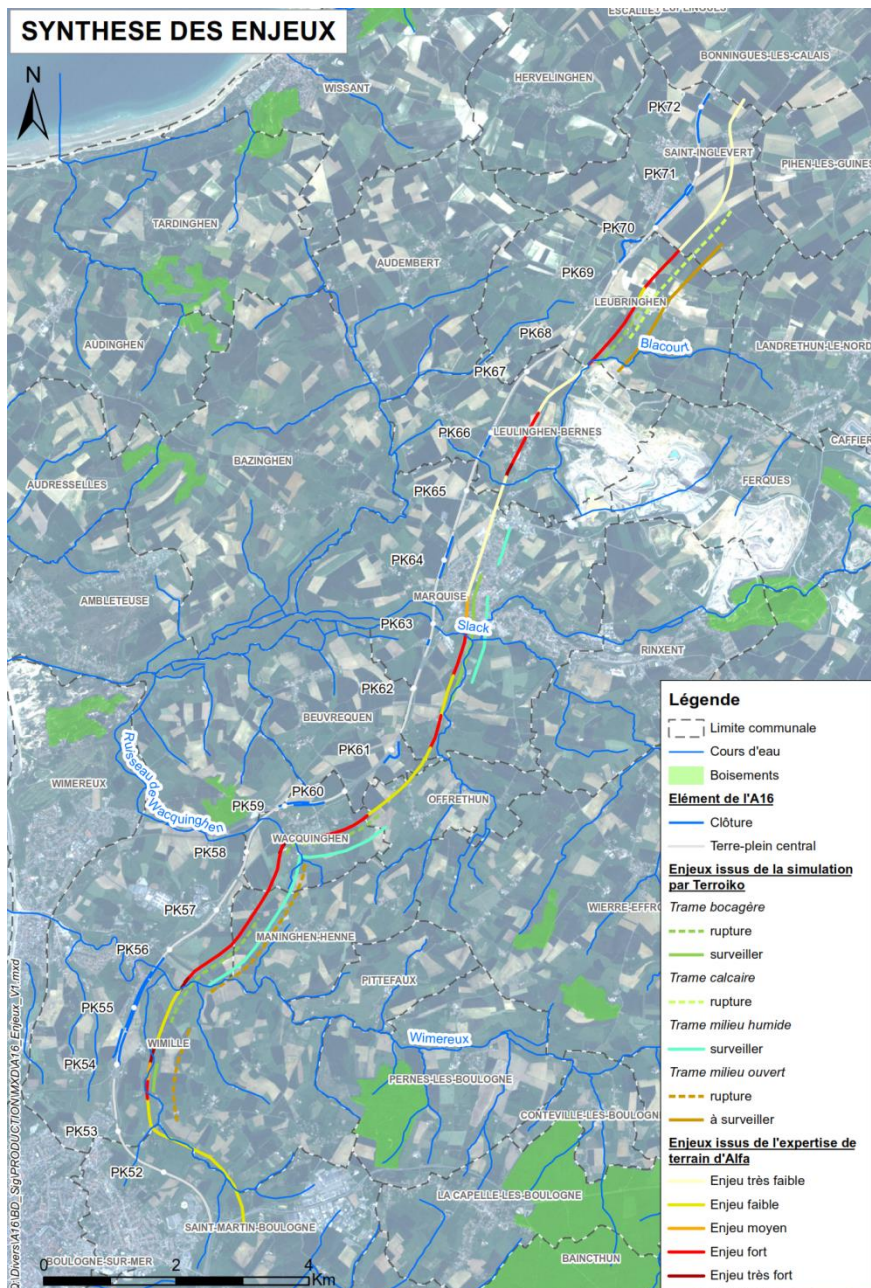 SYNTHESE DES ENJEUX
N
ESCALLES
BONNINGUES-LES-CALAIS
HERVELINGHEN
WISSANT
PK72
SAINT-INGLEVERT
PIHEN-LES-GUINES
PK71
TARDINGHEN
PK70
AUDEMBERT
PK69
LEUBRINGHEN
PK68
Blacourt
AUDINGHEN
LANDRETHUN-LE-NORD
PK67
PK66
LEULINGHEN-BERNES
CAFFIER
BAZINGHEN
AUDRESSELLES
PK65
FERQUES
PK64
MARQUISE
AMBLETEUSE
PK63
Slack
RINXENT
PK62
BEUVREQUEN
PK61
Ruisseau de
Wacquinghen
WIMEREUX
PK60
PK59
OFFRETHUN
WACQUINGHEN
PK58
PK57
WIERRE-EFFRO
MANINGHEN-HENNE
PK56
PITTEFAUX
PK55
Wimereux
WIMILLE
PK54
PERNES-LES-BOULOGNE
CONTEVILLE-LES-BOULOGNE
PK53
PK52
LA CAPELLE-LES-BOULOGNE
SAINT-MARTIN-BOULOGNE
BAINCTHUN
BOULOGNE-SUR-MER
0 2 4
Km
Légende
Limite communale
Cours d'eau
Boisements
Elément de l'A16
Clôture
Terre-plein central
Enjeux issus de la simulation
par Terroiko
Trame bocagère
rupture
surveiller
Trame calcaire
rupture
Trame milieu humide
surveiller
Trame milieu ouvert
rupture
à surveiller
Enjeux issus de l'expertise de
terrain d'Alfa
Enjeu très faible
Enjeu faible
Enjeu moyen
Enjeu fort
Enjeu très fort